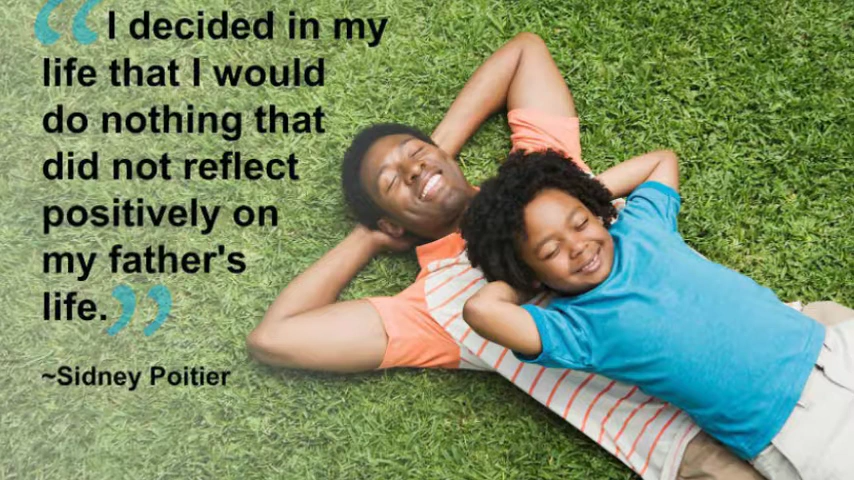 “I decided in my
life that I would
do nothing that
did not reflect
positively on
my father's
life.”
~Sidney Poitier